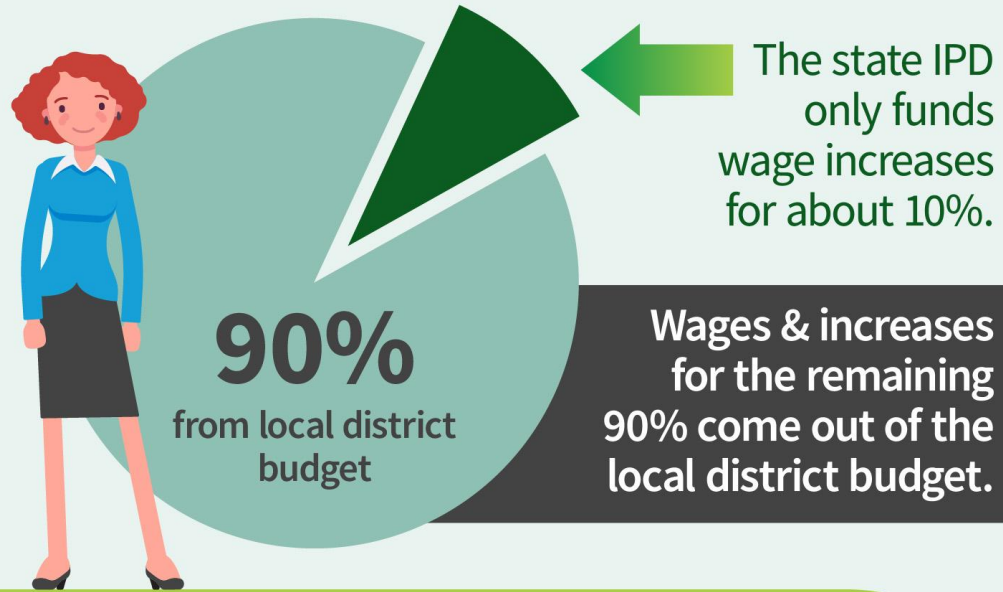 The state IPD
only funds
wage increases
for about 10%.
90%
from local district
budget
Wages & increases
for the remaining
90% come out of the
local district budget.